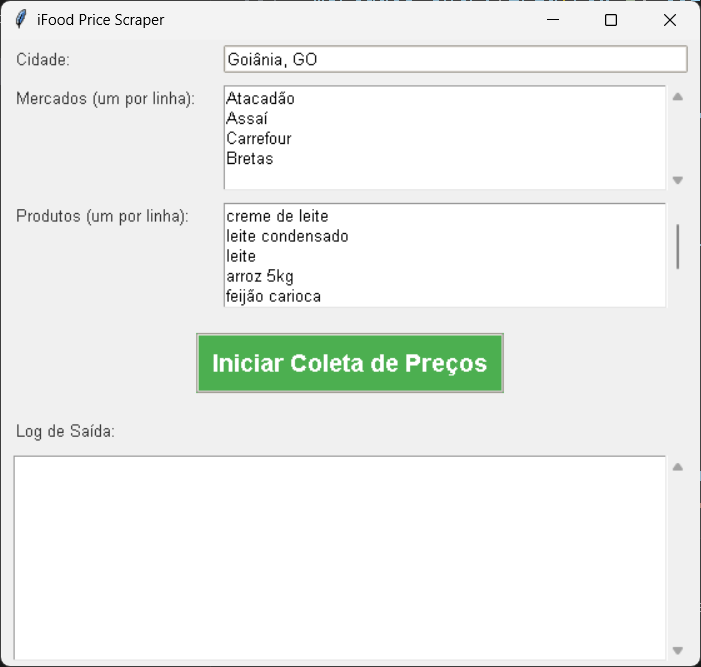 iFood Price Scraper
Cidade:
Goiânia, GO
Mercados (um por linha):
Atacadão
Assaí
Carrefour
Bretas
Produtos (um por linha):
creme de leite
leite condensado
leite
arroz 5kg
feijão carioca
Iniciar Coleta de Preços
Log de Saída: